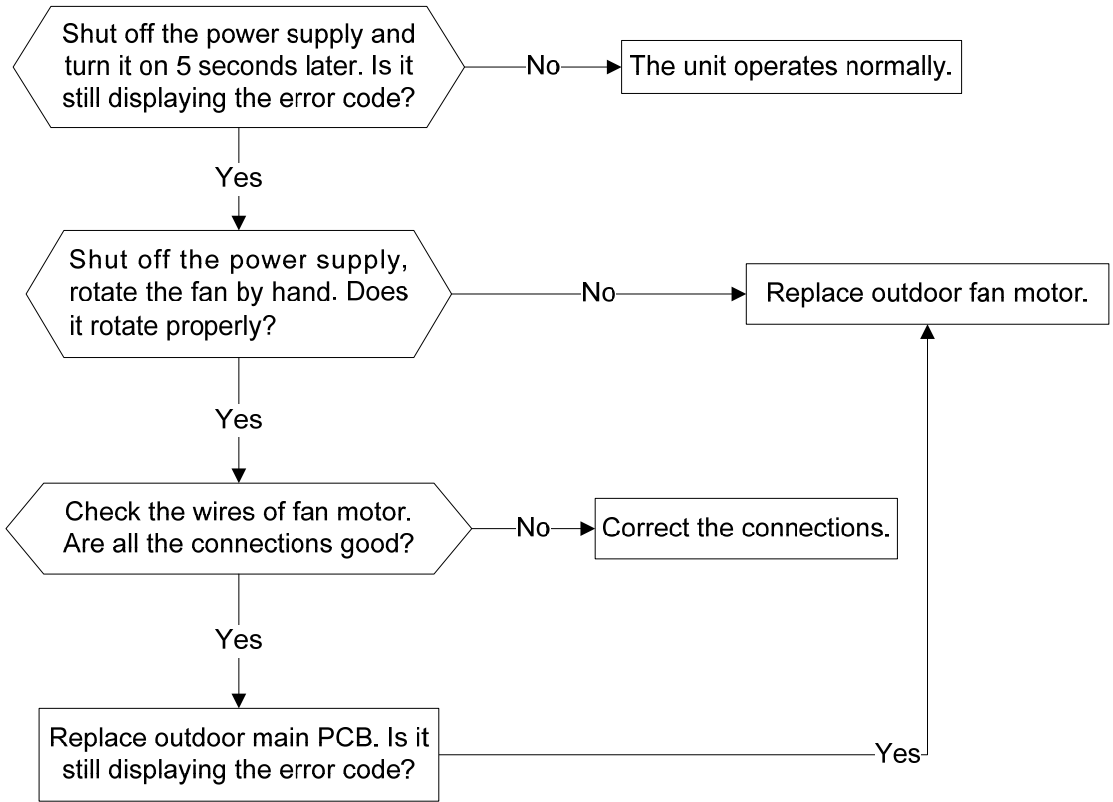 Shut off the power supply and
turn it on 5 seconds later. Is it
still displaying the error code?
No
The unit operates normally.
Yes
Shut off the power supply,
rotate the fan by hand. Does
it rotate properly?
No
Replace outdoor fan motor.
Yes
Check the wires of fan motor.
Are all the connections good?
No
Correct the connections.
Yes
Replace outdoor main PCB. Is it
still displaying the error code?
Yes